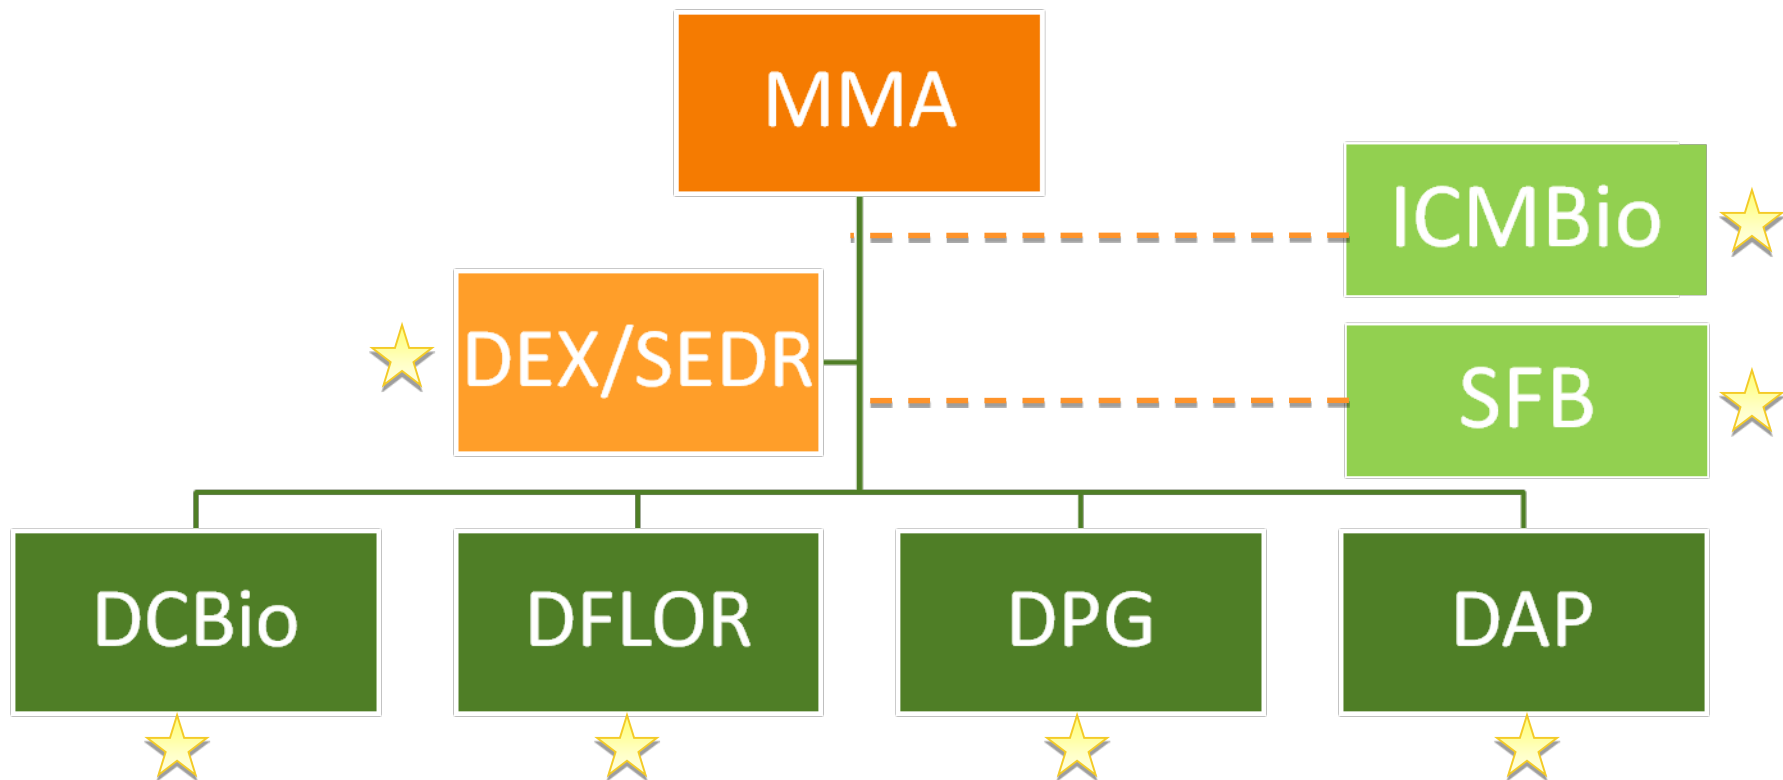 MMA
ICMBio
DEX/SEDR
SFB
DCBio
DFLOR
DPG
DAP